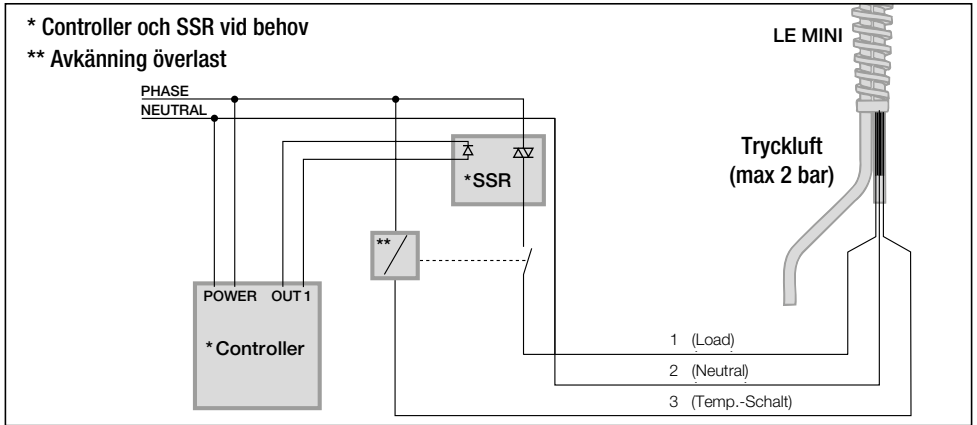 * Controller och SSR vid behov
** Avkänning överlast
LE MINI
PHASE
NEUTRAL
Tryckluft
(max 2 bar)
*SSR
**
POWER OUT 1
*Controller
1 (Load)
2 (Neutral)
3 (Temp.-Schalt)